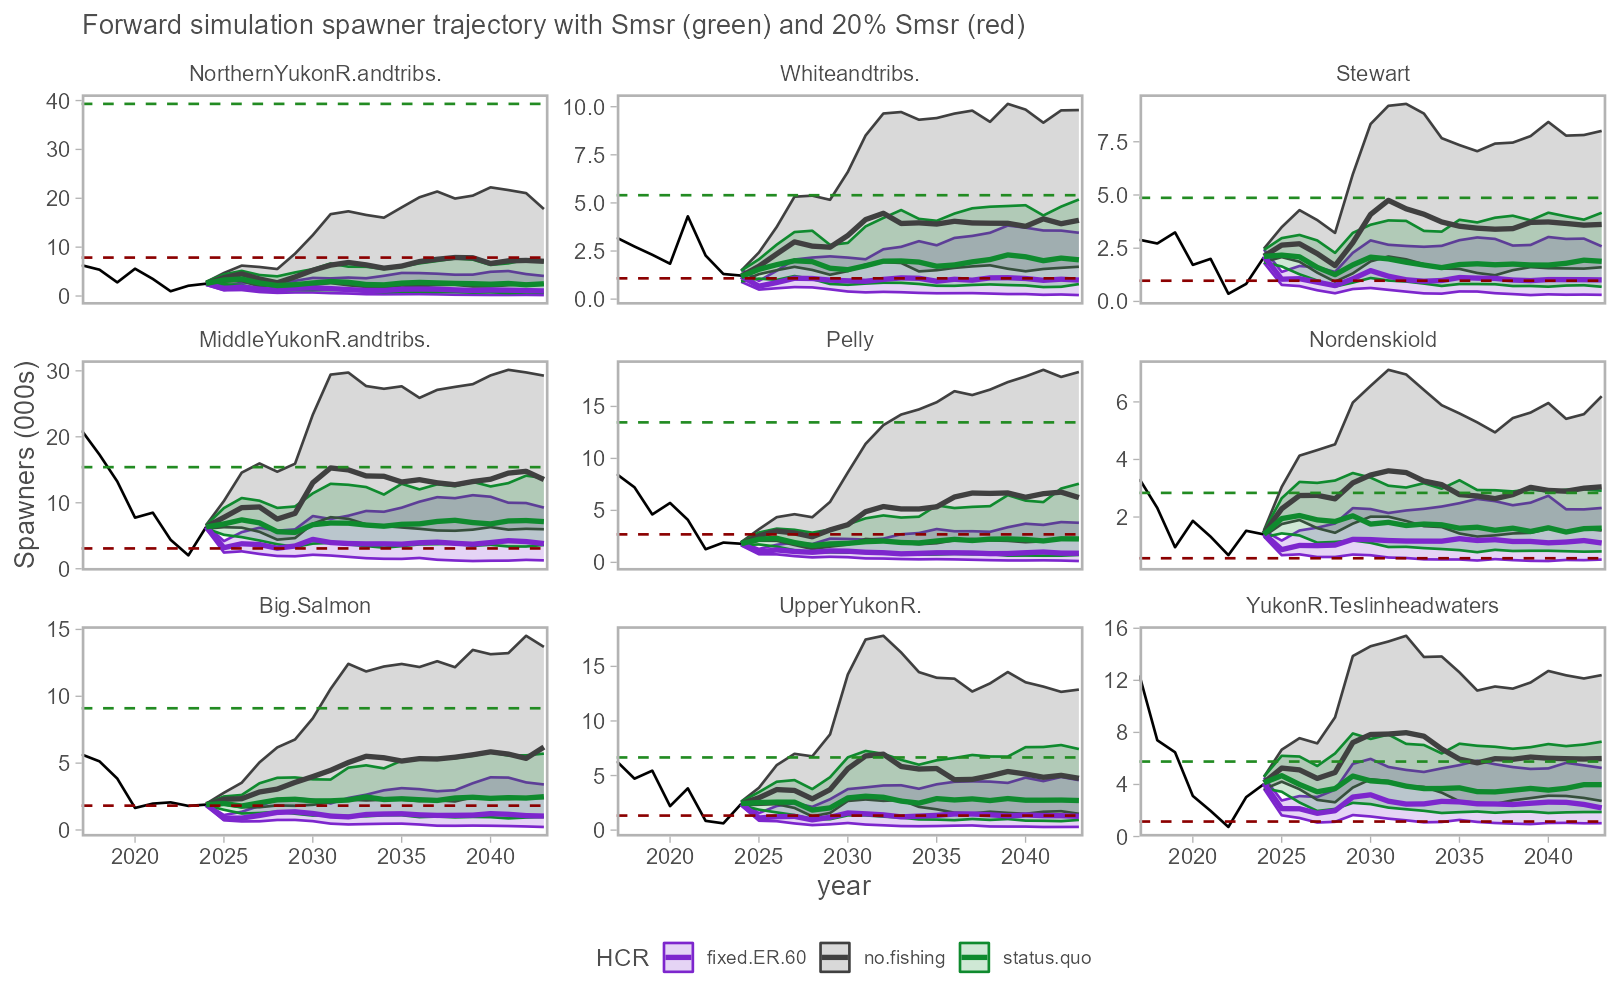 Forward simulation spawner trajectory with Smsr (green) and 20% Smsr (red)
NorthernYukonR.andtribs.
Whiteandtribs.
Stewart
40
30
20
10
0
10.0
7.5
5.0
2.5
0.0
7.5
5.0
2.5
0.0
MiddleYukonR.andtribs.
Pelly
Nordenskiold
Spawners (000s)
30
20
10
0
15
10
5
0
6
4
2
Big.Salmon
UpperYukonR.
YukonR.Teslinheadwaters
15
10
5
0
15
10
5
0
16
12
8
4
0
2020 2025 2030 2035 2040
2020 2025 2030 2035 2040
2020 2025 2030 2035 2040
year
HCR fixed.ER.60 no.fishing status.quo